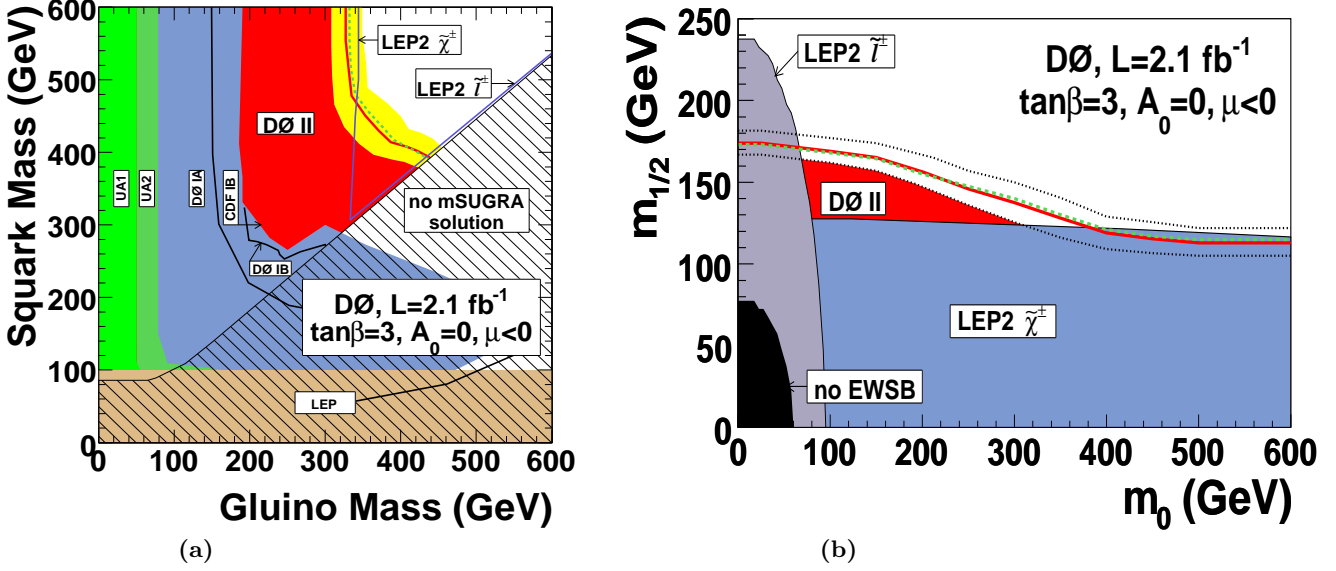 Square Mass (GeV)
600
500
400
300
200
100
0
0 100 200 300 400 500 600
Gluino Mass (GeV)
UA1
UA2
DØ IA
CDF IB
DØ IB
DØ II
LEP2 χ̃±
LEP2 l̃±
no mSUGRA
solution
DØ, L=2.1 fb-1
tanβ=3, A0=0, μ<0
LEP
(a)
m1/2 (GeV)
250
200
150
100
50
0
0 100 200 300 400 500 600
m0 (GeV)
LEP2 l̃±
DØ, L=2.1 fb-1
tanβ=3, A0=0, μ<0
DØ II
LEP2 χ̃±
no EWSB
(b)